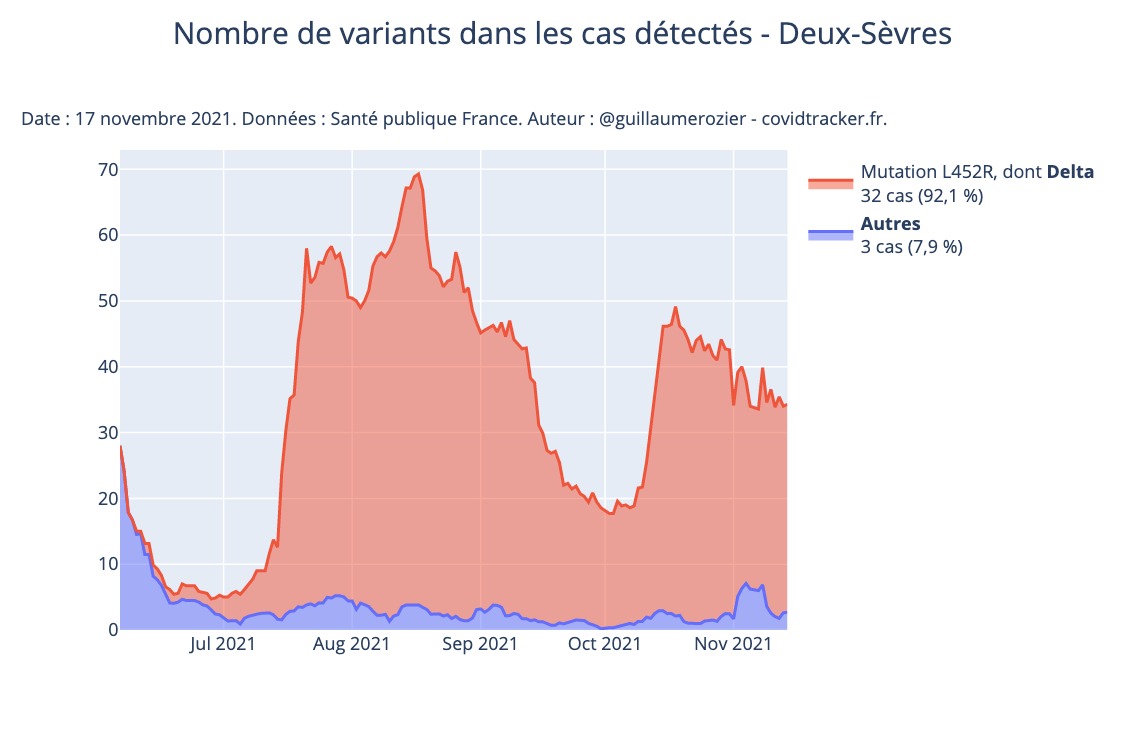 Nombre de variants dans les cas détectés - Deux-Sèvres
Date : 17 novembre 2021. Données : Santé publique France. Auteur : @guillaumerozier - covidtracker.fr.
70
60
50
40
30
20
10
0
Jul 2021 Aug 2021 Sep 2021 Oct 2021 Nov 2021
Mutation L452R, dont Delta
32 cas (92,1 %)
Autres
3 cas (7,9 %)